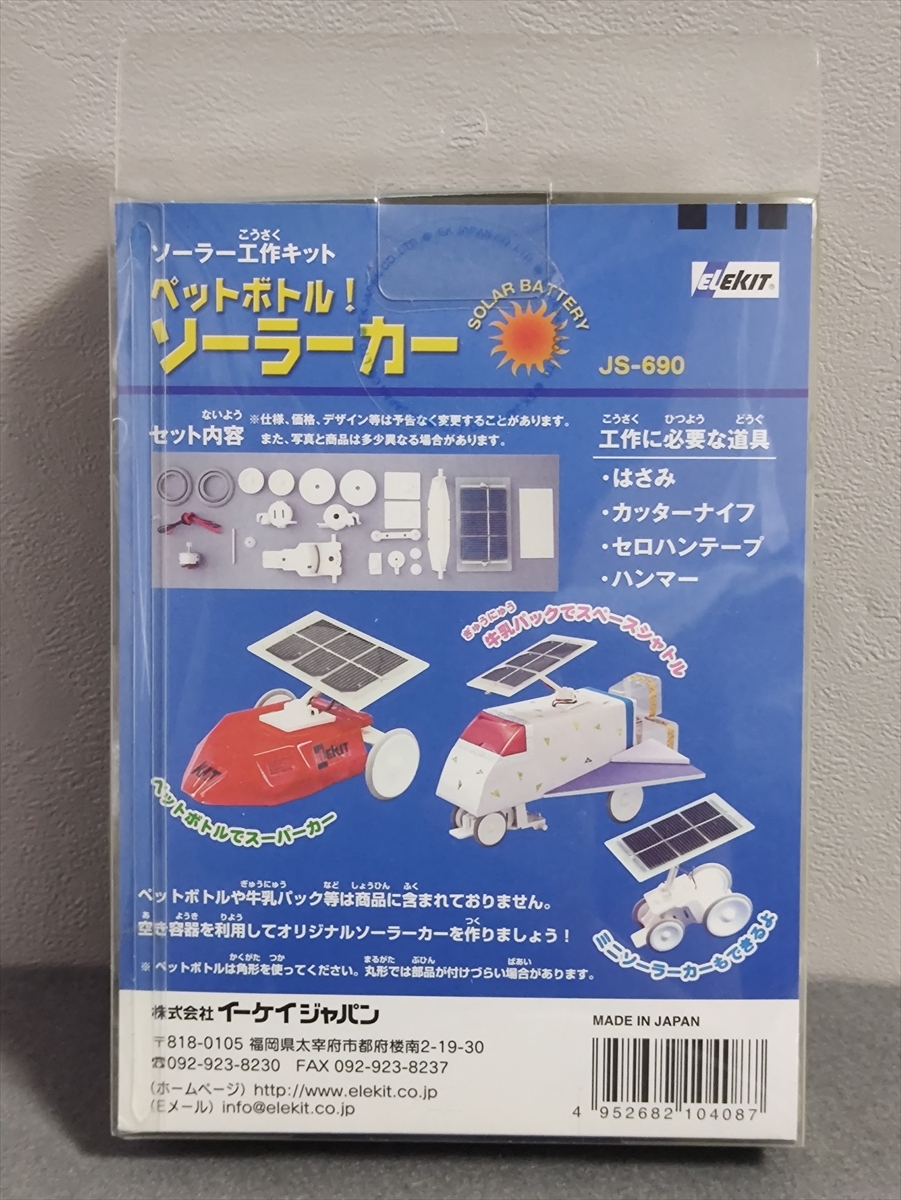 こうさく
ソーラー工作キット
ペットボトル!
ソーラーカー
SOLAR BATTERY
ELEKIT
JS-690
ないよう
セット内容
※仕様、価格、デザイン等は予告なく変更することがあります。
また、写真と商品は多少異なる場合があります。
こうさく ひつよう どうぐ
工作に必要な道具
・はさみ
・カッターナイフ
・セロハンテープ
・ハンマー
ぎゅうにゅう
牛乳パックでスペースシャトル
ELEKIT
KIT
ペットボトルでスーパーカー
ミニソーラーカーもできるよ
ぎゅうにゅう など しょうひん ふく
ペットボトルや牛乳パック等は商品に含まれておりません。
あ ようき りよう つく
空き容器を利用してオリジナルソーラーカーを作りましょう!
かくがた つか まるがた ぶひん つ ばあい
※ ペットボトルは角形を使ってください。丸形では部品が付けづらい場合があります。
株式会社 イーケイジャパン
〒818-0105 福岡県太宰府市都府楼南2-19-30
☎092-923-8230 FAX 092-923-8237
(ホームページ) http://www.elekit.co.jp
(Eメール) info@elekit.co.jp
MADE IN JAPAN
4 952682 104087